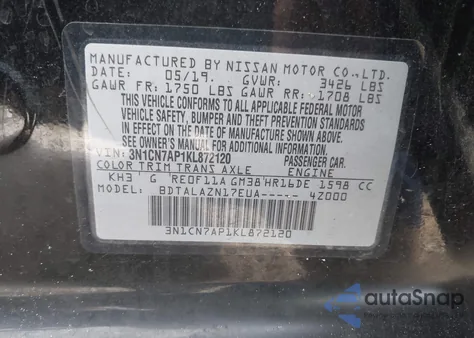 MANUFACTURED BY NISSAN MOTOR CO.,LTD.
DATE: 05/19. GVWR: 3426 LBS
GAWR FR: 1750 LBS GAWR RR: 1708 LBS
THIS VEHICLE CONFORMS TO ALL APPLICABLE FEDERAL MOTOR
VEHICLE SAFETY, BUMPER AND THEFT PREVENTION STANDARDS
IN EFFECT ON THE DATE OF MANUFACTURE SHOWN ABOVE.
SEE OWNER'S MANUAL FOR ADDITIONAL INFORMATION.
VIN: 3N1CN7AP1KL872120 PASSENGER CAR
COLOR TRIM TRANS AXLE ENGINE
KH3 G RE0F11A GM38 HR16DE 1598 CC
MODEL: BDTALAZN17EUA----- 42000
3N1CN7AP1KL872120
autoSnap